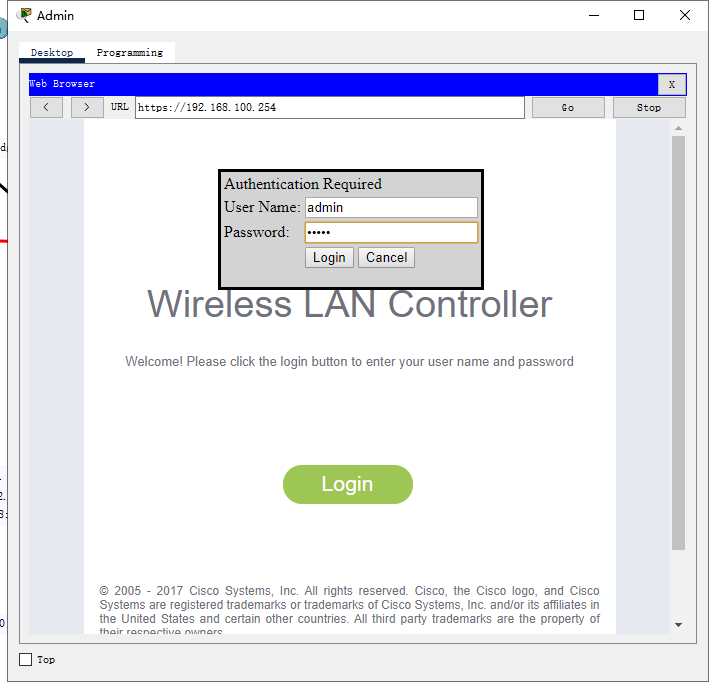 Admin
Desktop Programming
Web Browser X
< > URL https://192.168.100.254 Go Stop
Authentication Required
User Name: admin
Password: •••••
Login Cancel
Wireless LAN Controller
Welcome! Please click the login button to enter your user name and password
Login
© 2005 - 2017 Cisco Systems, Inc. All rights reserved. Cisco, the Cisco logo, and Cisco
Systems are registered trademarks or trademarks of Cisco Systems, Inc. and/or its affiliates in
the United States and certain other countries. All third party trademarks are the property of
their respective owners.
Top